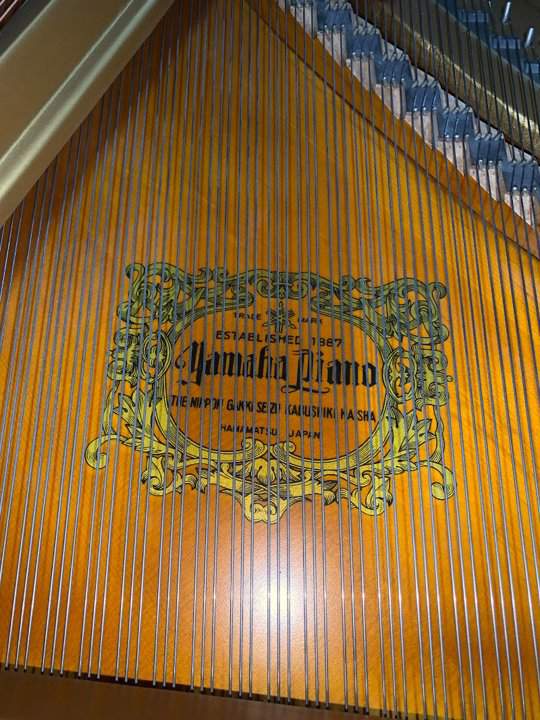 TRADE MARK
ESTABLISHED 1887
Yamaha Piano
THE NIPPON GAKKI SEIZO KABUSHIKI KAISHA
HAMAMATSU JAPAN